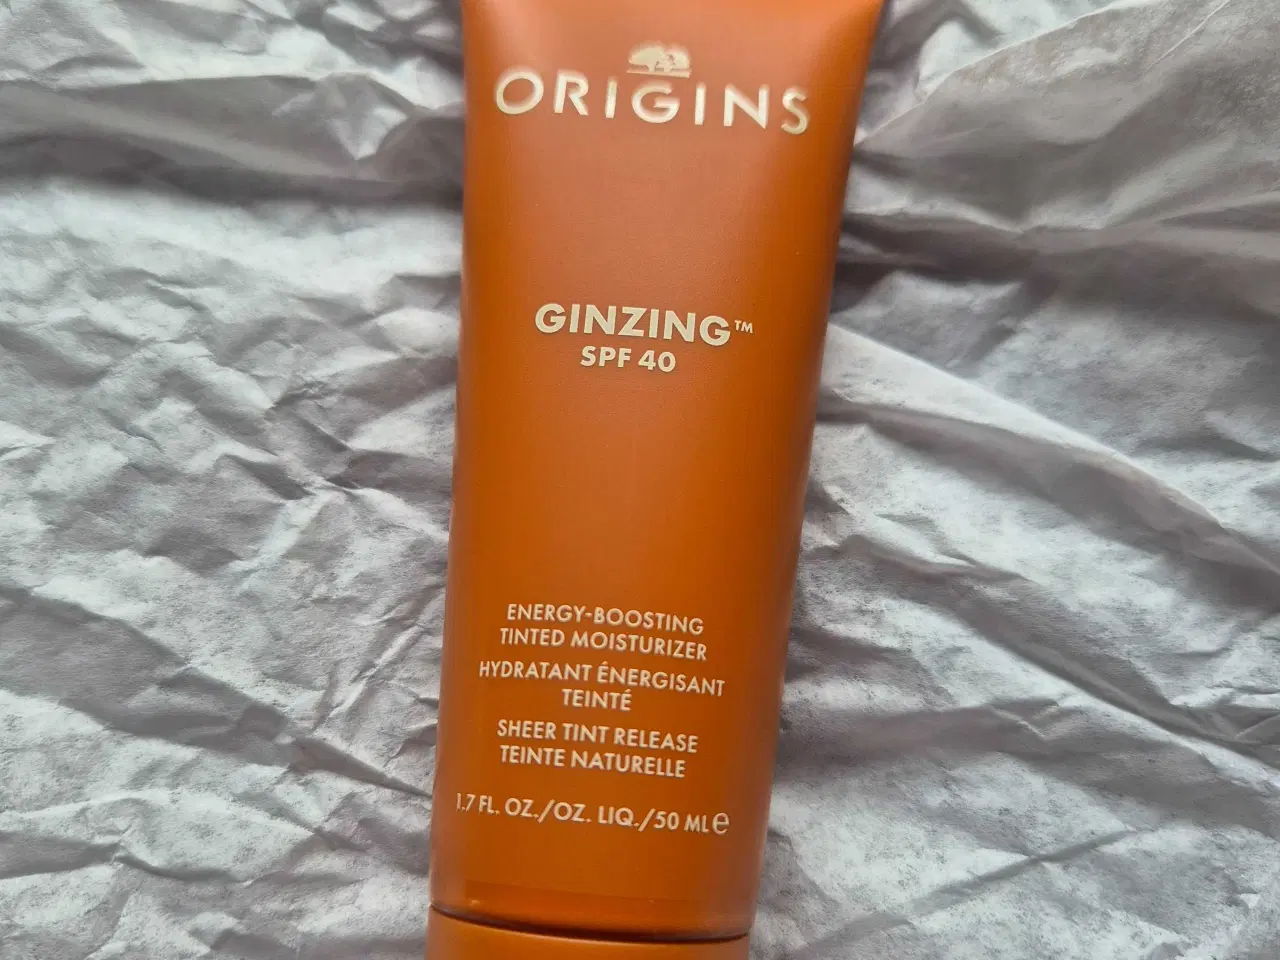 ORIGINS
GINZING™
SPF 40
ENERGY-BOOSTING
TINTED MOISTURIZER
HYDRATANT ÉNERGISANT
TEINTÉ
SHEER TINT RELEASE
TEINTE NATURELLE
1.7 FL. OZ./OZ. LIQ./50 ML e